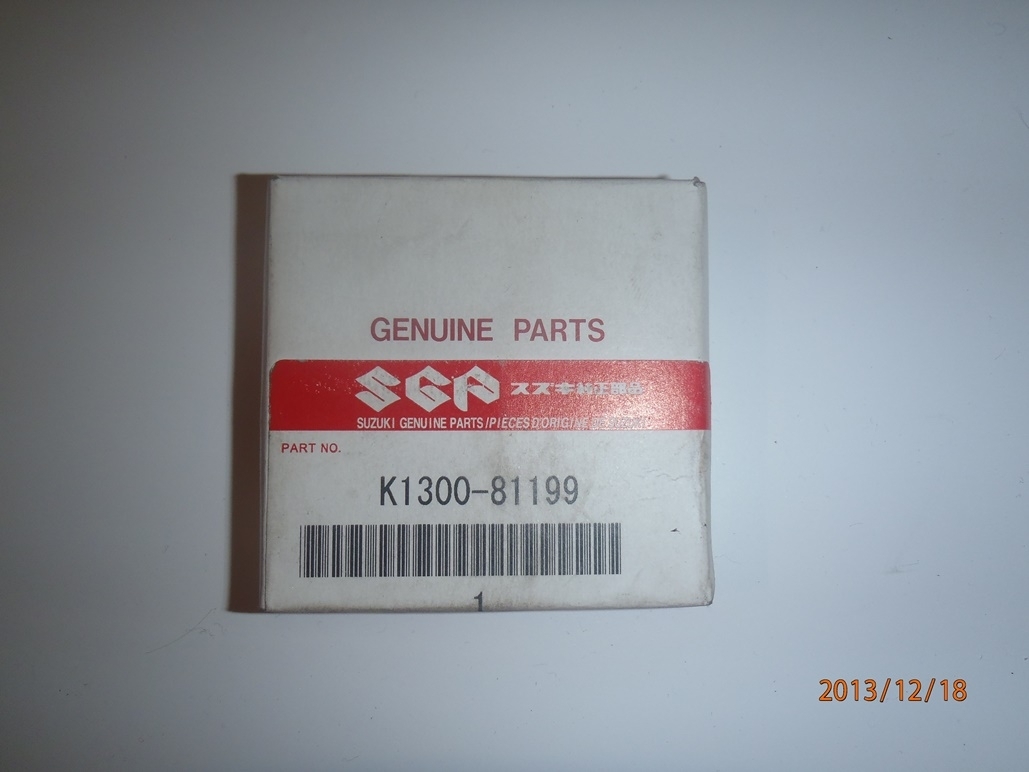 GENUINE PARTS
SGP スズキ純正部品
SUZUKI GENUINE PARTS/PIÈCES D'ORIGINE
PART NO.
K1300-81199
1
2013/12/18